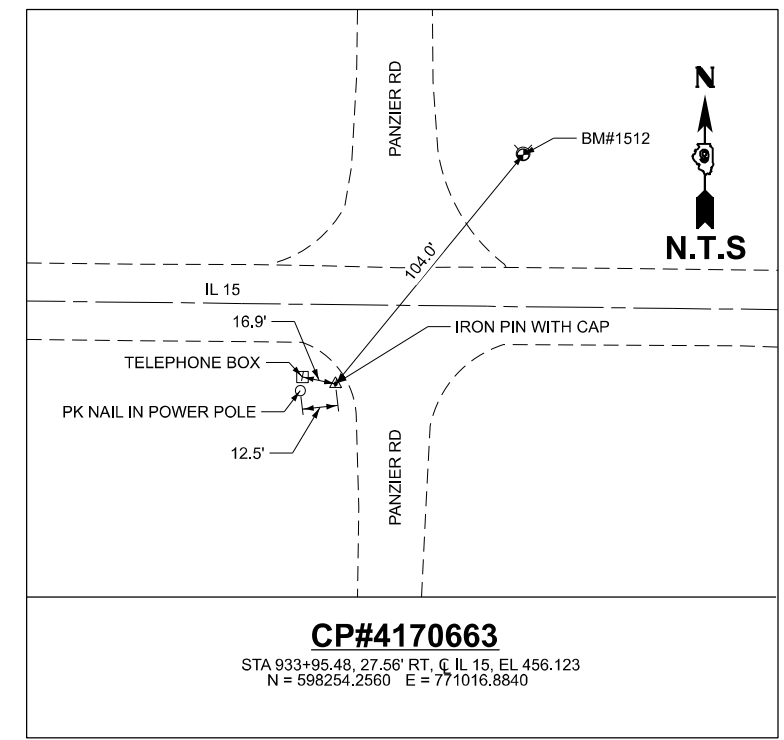 PANZIER RD
BM#1512
N
9
N.T.S
104.0'
IL 15
16.9'
IRON PIN WITH CAP
TELEPHONE BOX
PK NAIL IN POWER POLE
12.5'
PANZIER RD
CP#4170663
STA 933+95.48, 27.56' RT, ℄ IL 15, EL 456.123
N = 598254.2560 E = 771016.8840